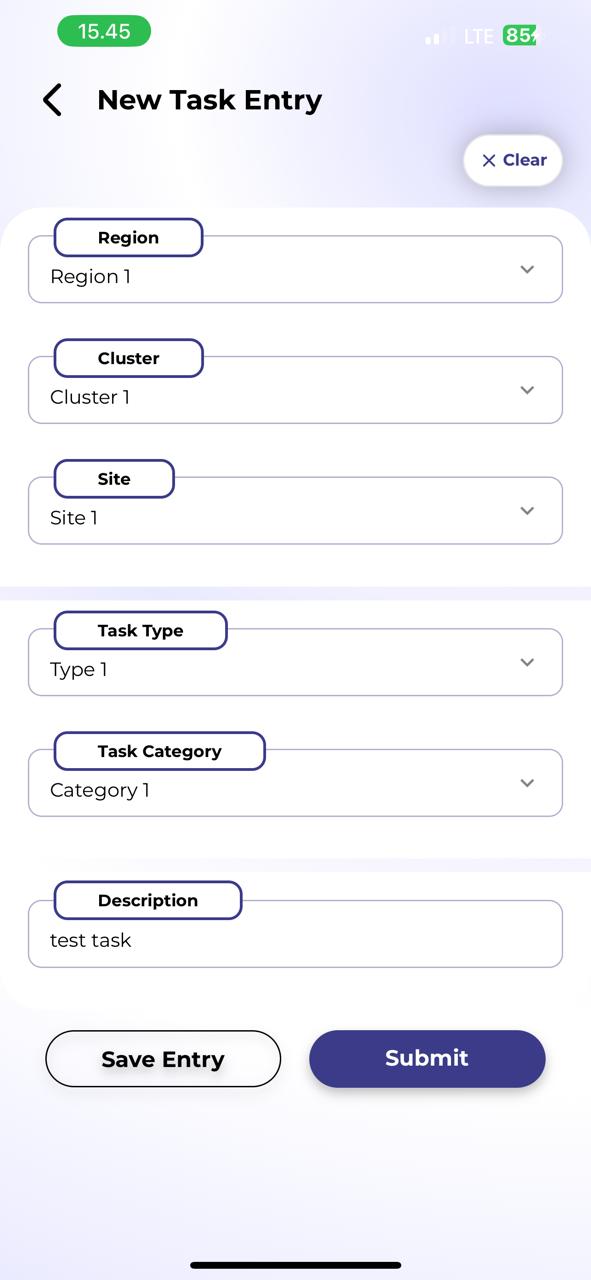 15.45
LTE 85
New Task Entry
Clear
Region
Region 1
Cluster
Cluster 1
Site
Site 1
Task Type
Type 1
Task Category
Category 1
Description
test task
Save Entry
Submit